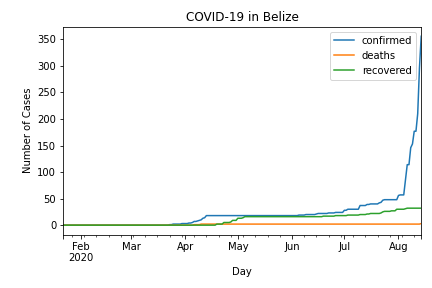 COVID-19 in Belize
confirmed
deaths
recovered
Number of Cases
350
300
250
200
150
100
50
0
Feb
2020
Mar
Apr
May
Jun
Jul
Aug
Day